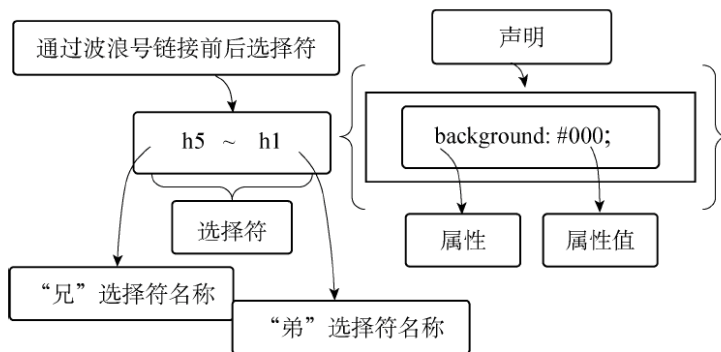 通过波浪号链接前后选择符
声明
h5 ~ h1
{
background: #000;
}
选择符
属性
属性值
“兄”选择符名称
“弟”选择符名称